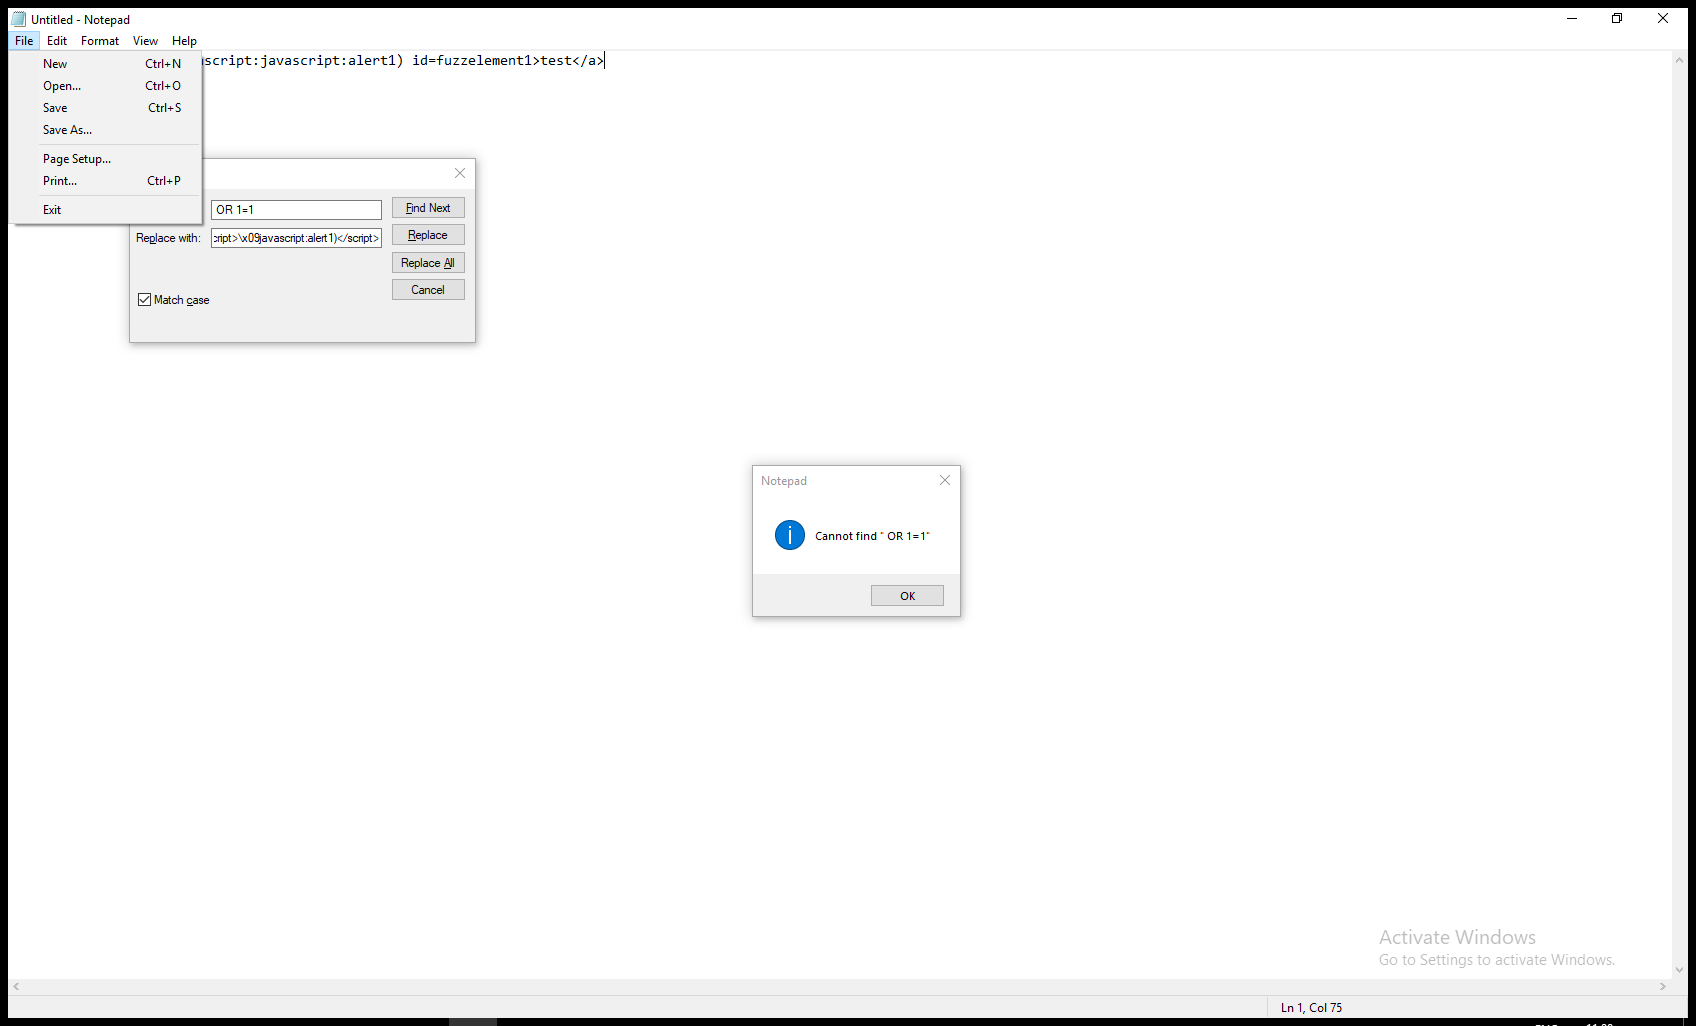 Untitled - Notepad
File Edit Format View Help
script:javascript:alert1) id=fuzzelement1>test</a>
New Ctrl+N
Open... Ctrl+O
Save Ctrl+S
Save As...
Page Setup...
Print... Ctrl+P
Exit
OR 1=1
Find Next
Replace with: cript>\x09javascript:alert1)</script>
Replace
Replace All
Cancel
Match case
Notepad
Cannot find " OR 1=1"
OK
Activate Windows
Go to Settings to activate Windows.
Ln 1, Col 75